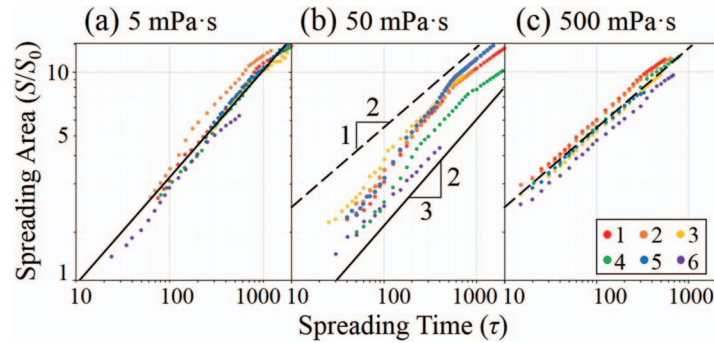 (a) 5 mPa·s
(b) 50 mPa·s
(c) 500 mPa·s
Spreading Area (S/S₀)
10
5
1
2
1
2
3
1 2 3
4 5 6
10 100 1000 10 100 1000 10 100 1000
Spreading Time (τ)